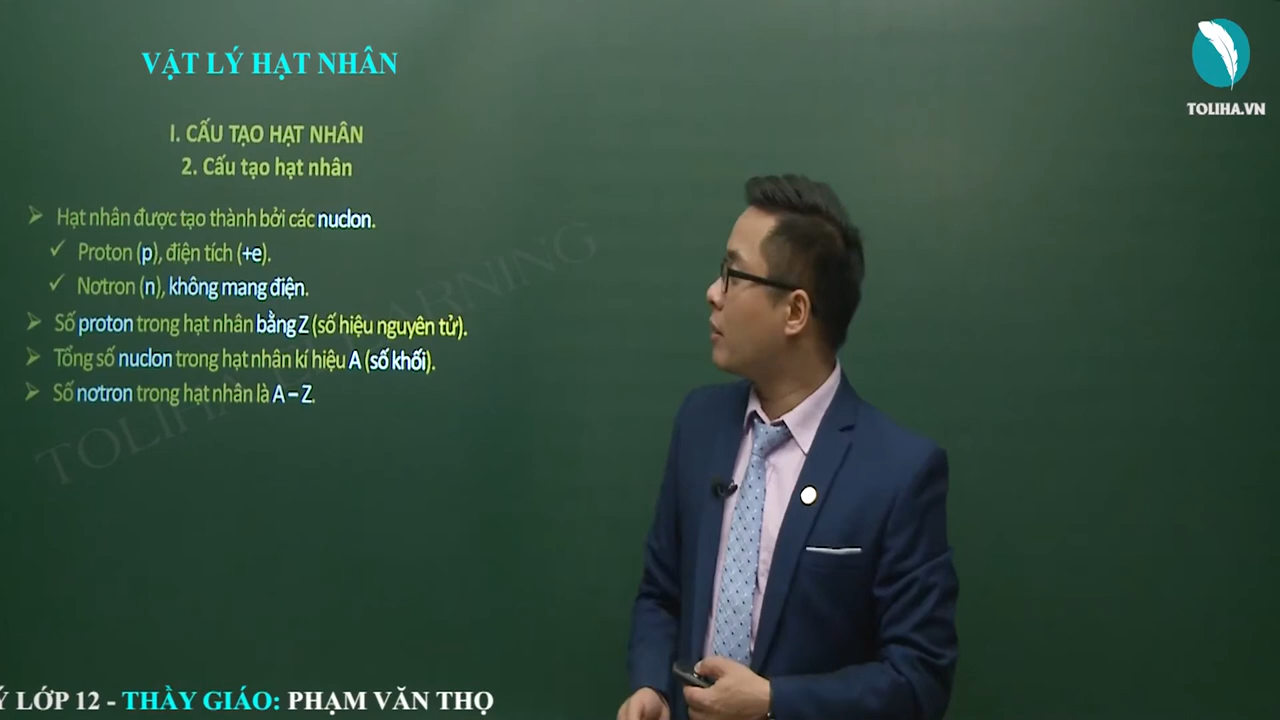 VẬT LÝ HẠT NHÂN
TOLIHA.VN
I. CẤU TẠO HẠT NHÂN
2. Cấu tạo hạt nhân
Hạt nhân được tạo thành bởi các nuclon.
Proton (p), điện tích (+e).
Nơtron (n), không mang điện.
Số proton trong hạt nhân bằng Z (số hiệu nguyên tử).
Tổng số nuclon trong hạt nhân kí hiệu A (số khối).
Số nơtron trong hạt nhân là A – Z.
LỚP 12 - THẦY GIÁO: PHẠM VĂN THỌ